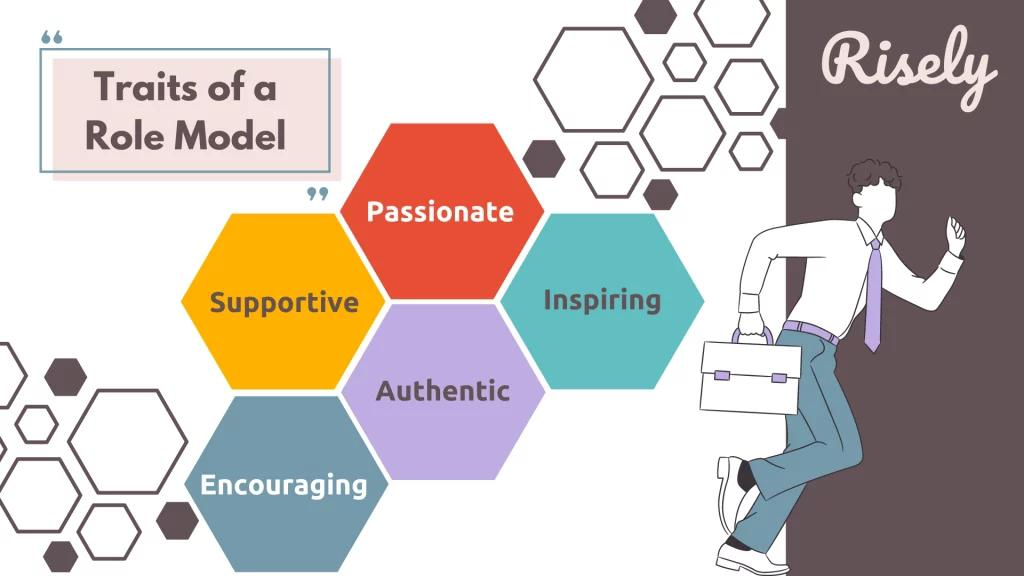 Traits of a
Role Model
Risely
Passionate
Supportive
Inspiring
Authentic
Encouraging